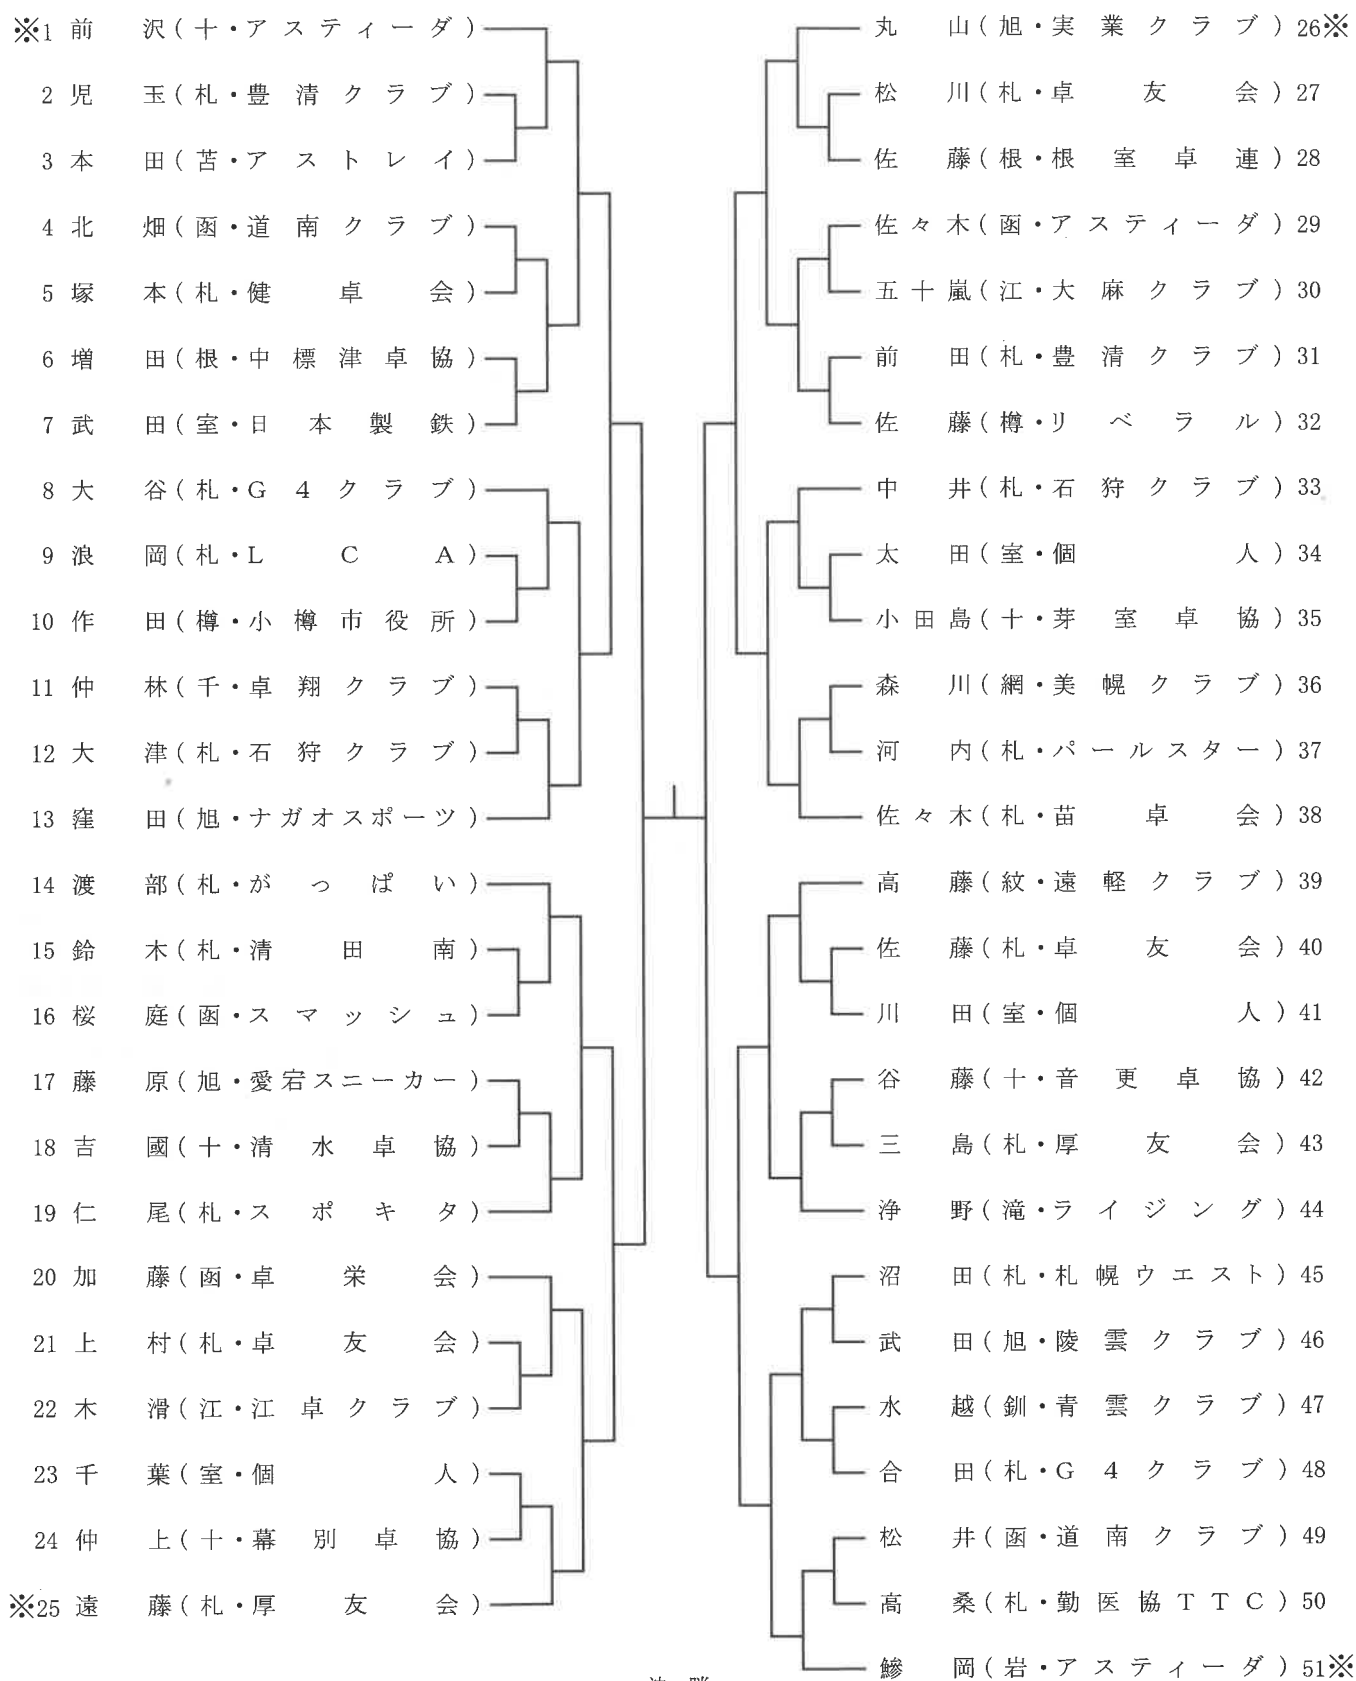 ※1 前沢(十・アスティーダ)
2 児玉(札・豊清クラブ)
3 本田(苫・アストレイ)
4 北畑(函・道南クラブ)
5 塚本(札・健卓会)
6 増田(根・中標津卓協)
7 武田(室・日本製鉄)
8 大谷(札・G4クラブ)
9 浪岡(札・LCA)
10 作田(樽・小樽市役所)
11 仲林(千・卓翔クラブ)
12 大津(札・石狩クラブ)
13 窪田(旭・ナガオスポーツ)
14 渡部(札・がっぱい)
15 鈴木(札・清田南)
16 桜庭(函・スマッシュ)
17 藤原(旭・愛宕スニーカー)
18 吉國(十・清水卓協)
19 仁尾(札・スポキタ)
20 加藤(函・卓栄会)
21 上村(札・卓友会)
22 木滑(江・江卓クラブ)
23 千葉(室・個人)
24 仲上(十・幕別卓協)
※25 遠藤(札・厚友会)
丸山(旭・実業クラブ)26※
松川(札・卓友会)27
佐藤(根・根室卓連)28
佐々木(函・アスティーダ)29
五十嵐(江・大麻クラブ)30
前田(札・豊清クラブ)31
佐藤(樽・リベラル)32
中井(札・石狩クラブ)33
太田(室・個人)34
小田島(十・芽室卓協)35
森川(網・美幌クラブ)36
河内(札・パールスター)37
佐々木(札・苗卓会)38
高藤(紋・遠軽クラブ)39
佐藤(札・卓友会)40
川田(室・個人)41
谷藤(十・音更卓協)42
三島(札・厚友会)43
浄野(滝・ライジング)44
沼田(札・札幌ウエスト)45
武田(旭・陵雲クラブ)46
水越(釧・青雲クラブ)47
合田(札・G4クラブ)48
松井(函・道南クラブ)49
高桑(札・勤医協TTC)50
鰺岡(岩・アスティーダ)51※